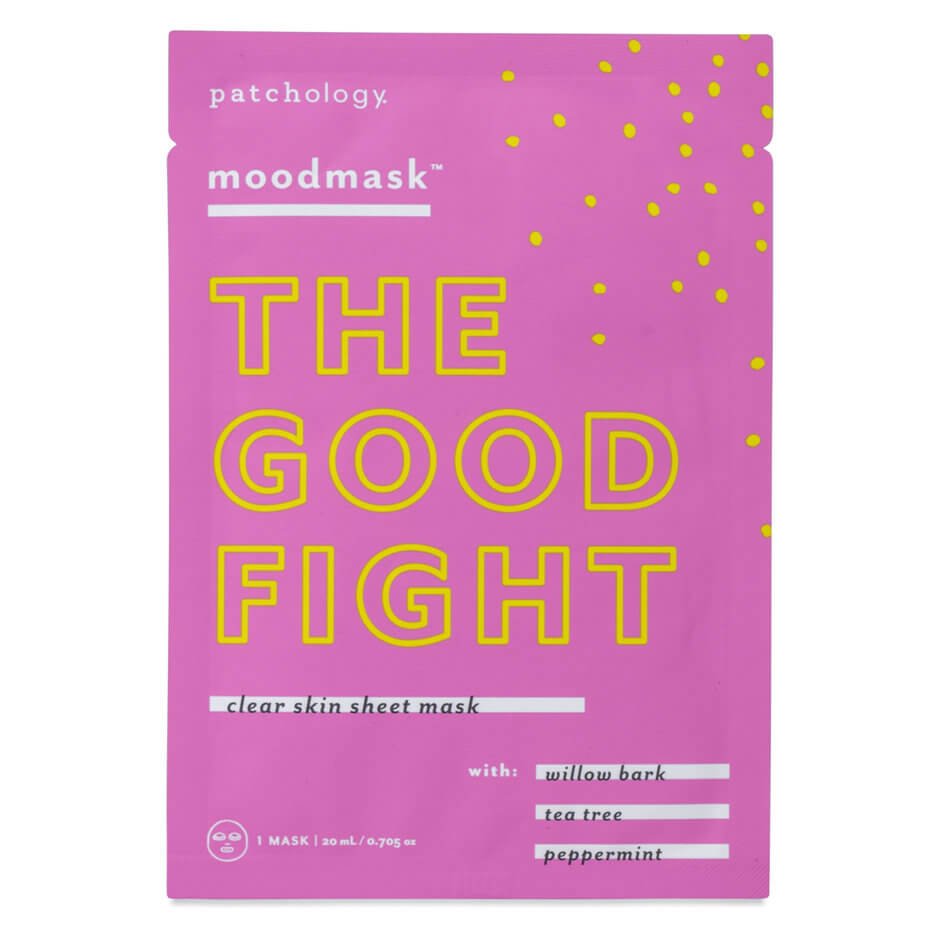 patchology.
moodmask™
THE
GOOD
FIGHT
clear skin sheet mask
with: willow bark
tea tree
peppermint
1 MASK | 20 mL / 0.705 oz